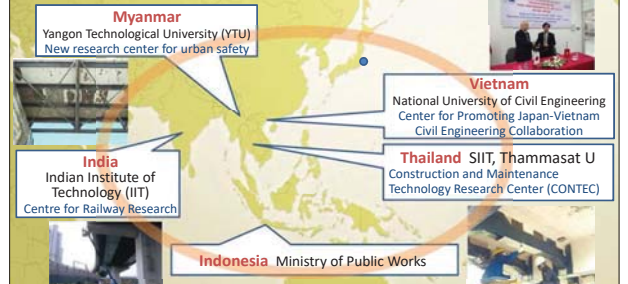 Myanmar
Yangon Technological University (YTU)
New research center for urban safety
Vietnam
National University of Civil Engineering
Center for Promoting Japan-Vietnam
Civil Engineering Collaboration
India
Indian Institute of
Technology (IIT)
Centre for Railway Research
Thailand SIIT, Thammasat U
Construction and Maintenance
Technology Research Center (CONTEC)
Indonesia Ministry of Public Works